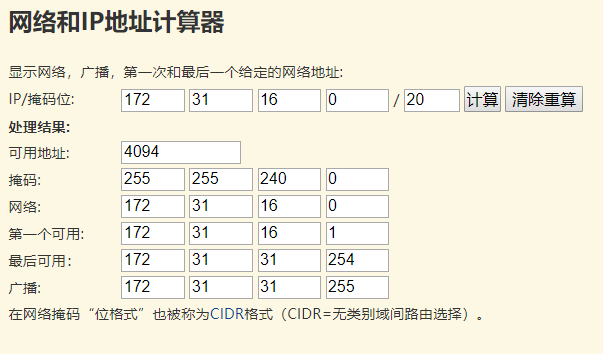 网络和IP地址计算器
显示网络，广播，第一次和最后一个给定的网络地址:
IP/掩码位: 172 31 16 0 / 20 计算 清除重算
处理结果:
可用地址: 4094
掩码: 255 255 240 0
网络: 172 31 16 0
第一个可用: 172 31 16 1
最后可用: 172 31 31 254
广播: 172 31 31 255
在网络掩码“位格式”也被称为CIDR格式（CIDR=无类别域间路由选择）。